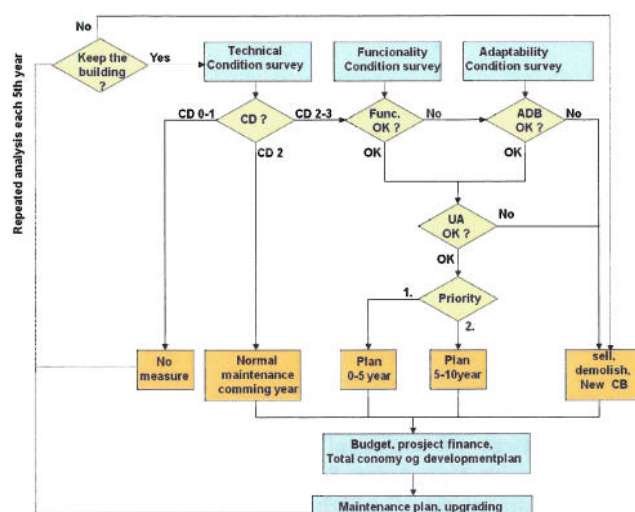 No
Keep the
building
?
Yes
Technical
Condition survey
Funcionality
Condition survey
Adaptability
Condition survey
Repeated analysis each 5th year
CD 0-1
CD ?
CD 2-3
CD 2
Func.
OK ?
No
OK
ADB
OK ?
No
OK
UA
OK ?
No
OK
1.
Priority
2.
No
measure
Normal
maintenance
comming year
Plan
0-5 year
Plan
5-10year
sell,
demolish,
New CB
Budget, prosject finance,
Total conomy og developmentplan
Maintenance plan, upgrading